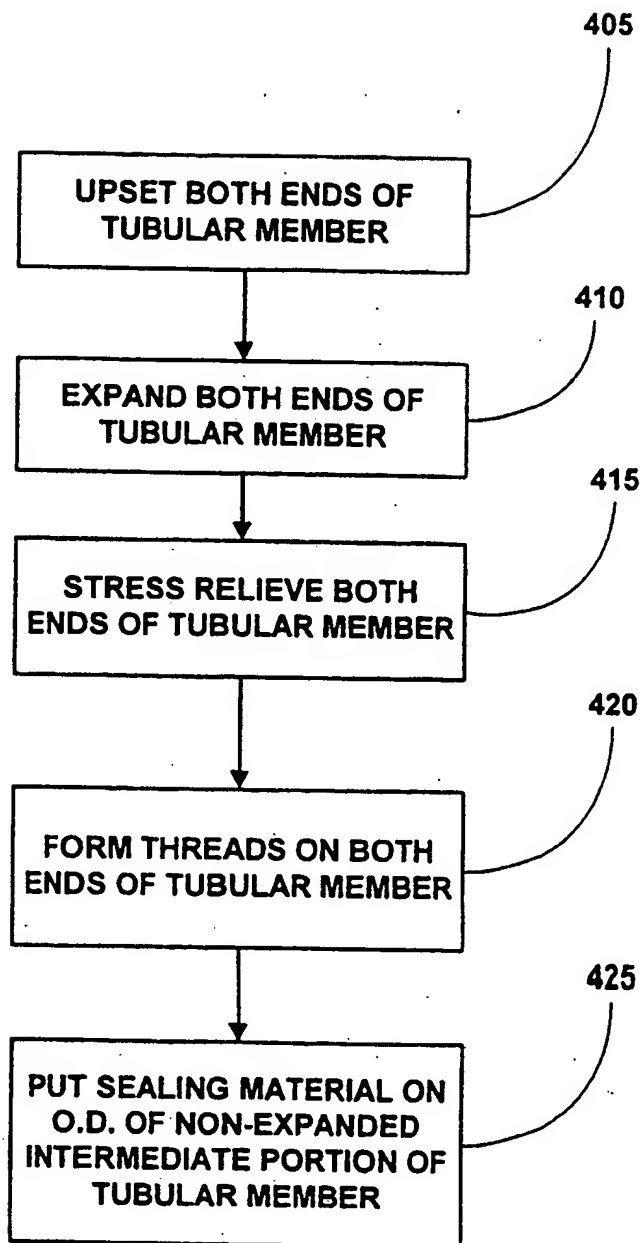 405
UPSET BOTH ENDS OF
TUBULAR MEMBER
410
EXPAND BOTH ENDS OF
TUBULAR MEMBER
415
STRESS RELIEVE BOTH
ENDS OF TUBULAR MEMBER
420
FORM THREADS ON BOTH
ENDS OF TUBULAR MEMBER
425
PUT SEALING MATERIAL ON
O.D. OF NON-EXPANDED
INTERMEDIATE PORTION OF
TUBULAR MEMBER